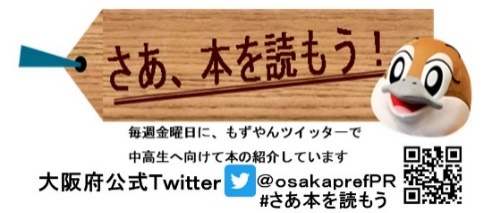 さあ、本を読もう！
毎週金曜日に、もずやんツイッターで
中高生へ向けて本の紹介しています
大阪府公式Twitter @osakaprefPR
#さあ本を読もう